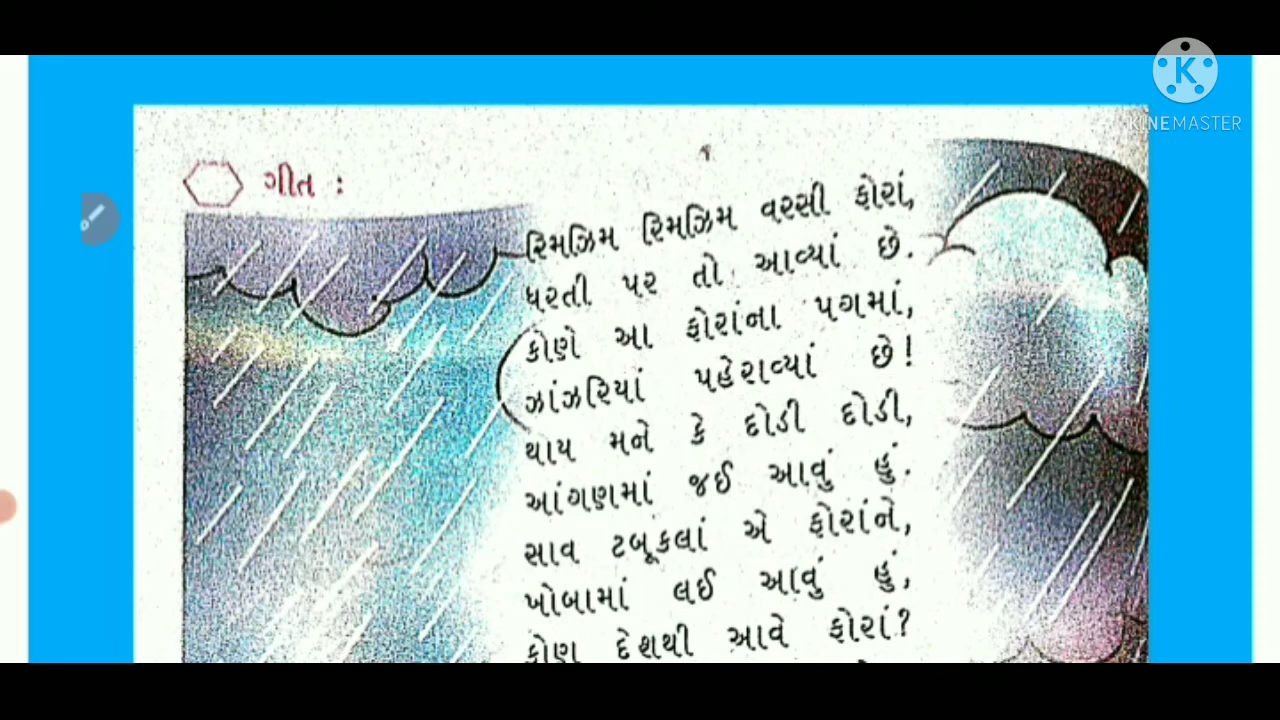 KINEMASTER
૧
ગીત :
રિમઝિમ રિમઝિમ વરસી ફોરાં,
ધરતી પર તો આવ્યાં છે.
કોણે આ ફોરાંના પગમાં,
ઝાંઝરિયાં પહેરાવ્યાં છે!
થાય મને કે દોડી દોડી,
આંગણમાં જઈ આવું હું.
સાવ ટબૂકલાં એ ફોરાંને,
ખોબામાં લઈ આવું હું,
કોણ દેશથી આવે ફોરાં?